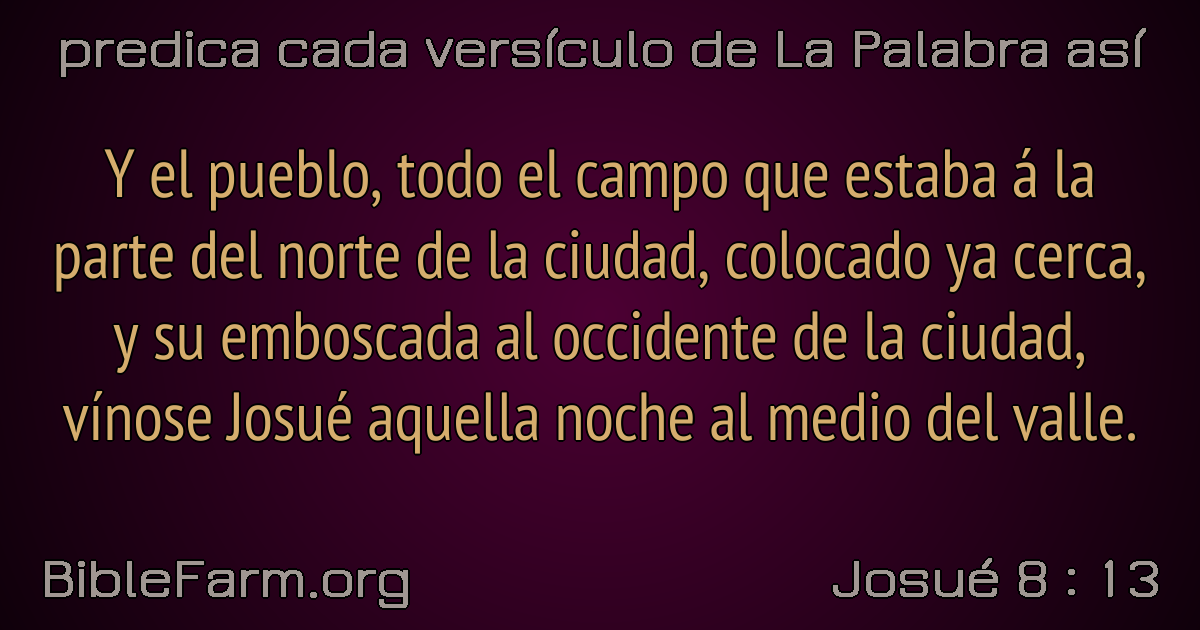 predica cada versículo de La Palabra así
Y el pueblo, todo el campo que estaba á la
parte del norte de la ciudad, colocado ya cerca,
y su emboscada al occidente de la ciudad,
vínose Josué aquella noche al medio del valle.
BibleFarm.org
Josué 8 : 13